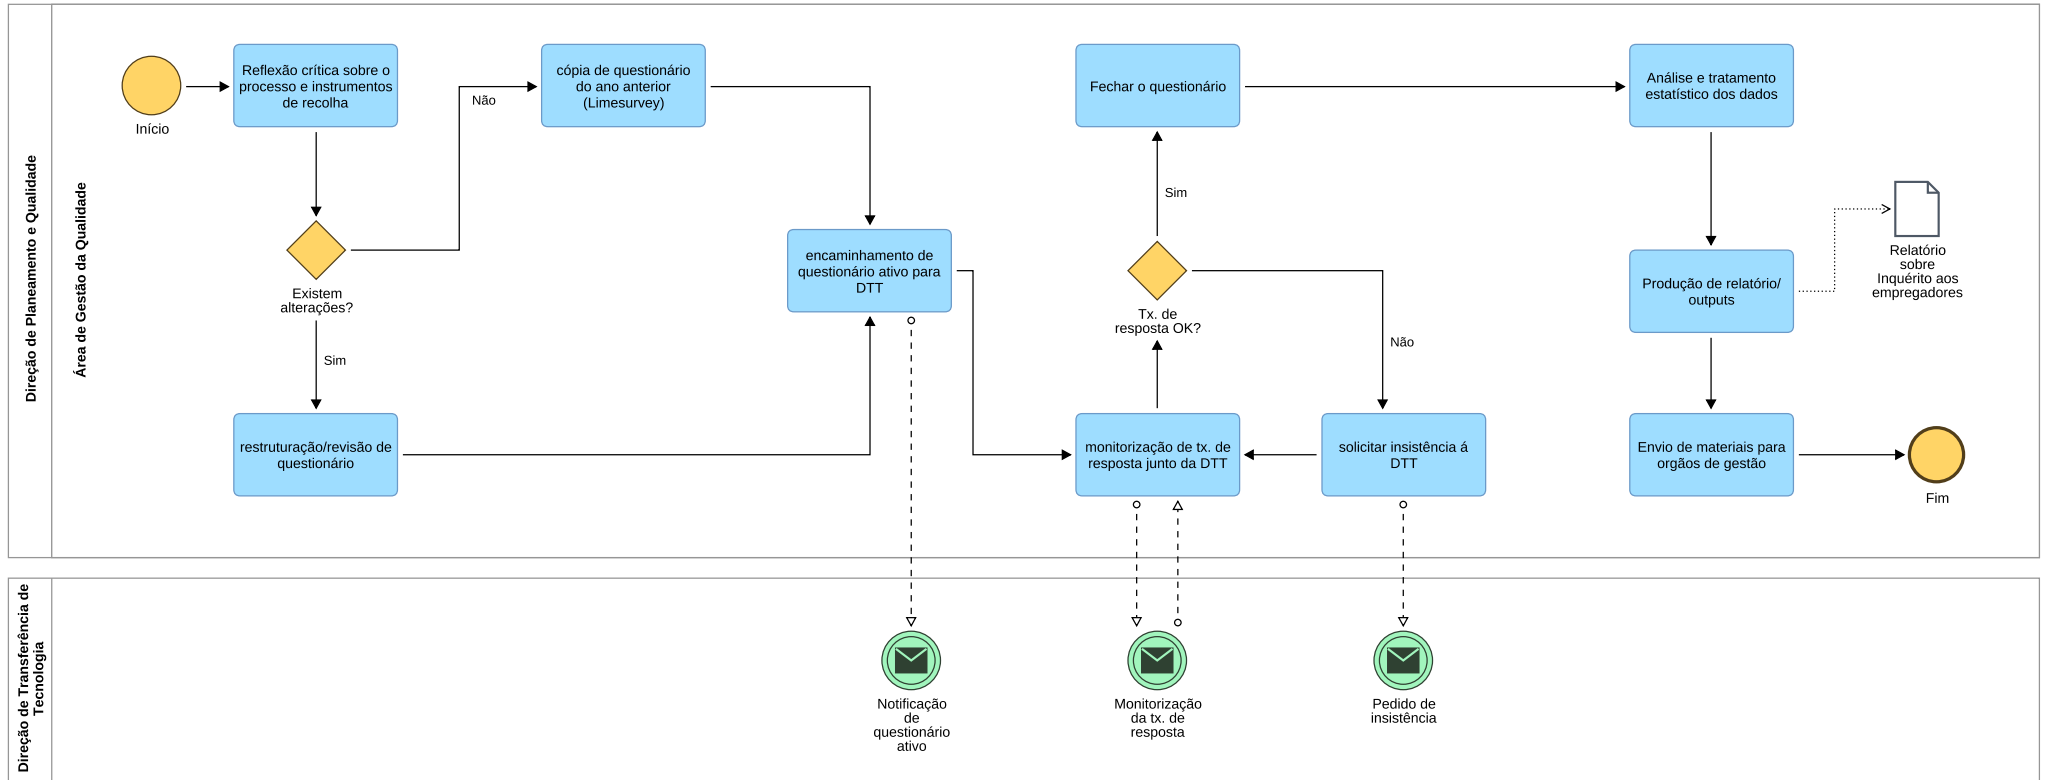 Direção de Planeamento e Qualidade
Área de Gestão da Qualidade
Início
Reflexão crítica sobre o
processo e instrumentos
de recolha
Existem
alterações?
Não
Sim
cópia de questionário
do ano anterior
(Limesurvey)
restruturação/revisão de
questionário
encaminhamento de
questionário ativo para
DTT
Fechar o questionário
Sim
Tx. de
resposta OK?
Não
monitorização de tx. de
resposta junto da DTT
solicitar insistência á
DTT
Análise e tratamento
estatístico dos dados
Produção de relatório/
outputs
Relatório
sobre
Inquérito aos
empregadores
Envio de materiais para
orgãos de gestão
Fim
Direção de Transferência de
Tecnologia
Notificação
de
questionário
ativo
Monitorização
da tx. de
resposta
Pedido de
insistência